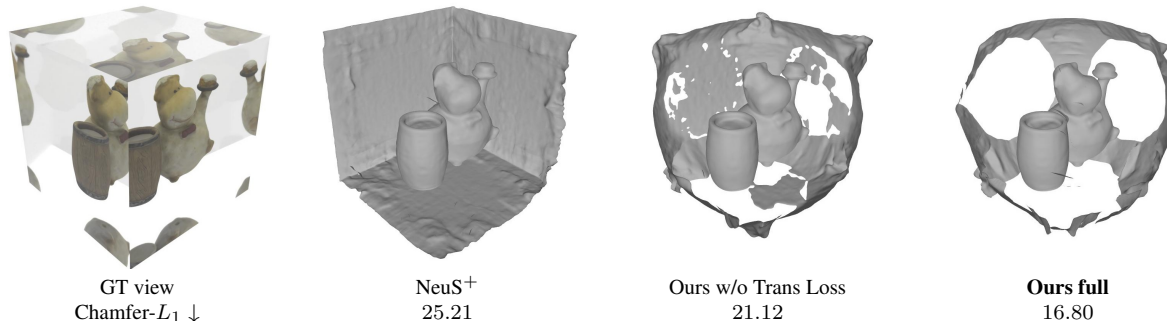 GT view NeuS+ Ours w/o Trans Loss Ours full
Chamfer-L1 ↓ 25.21 21.12 16.80